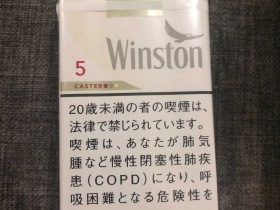 Winston
5
CASTER
20歳未満の者の喫煙は、
法律で禁じられています。
喫煙は、あなたが肺気
腫など慢性閉塞性肺疾
患(COPD)になり、呼
吸困難となる危険性を